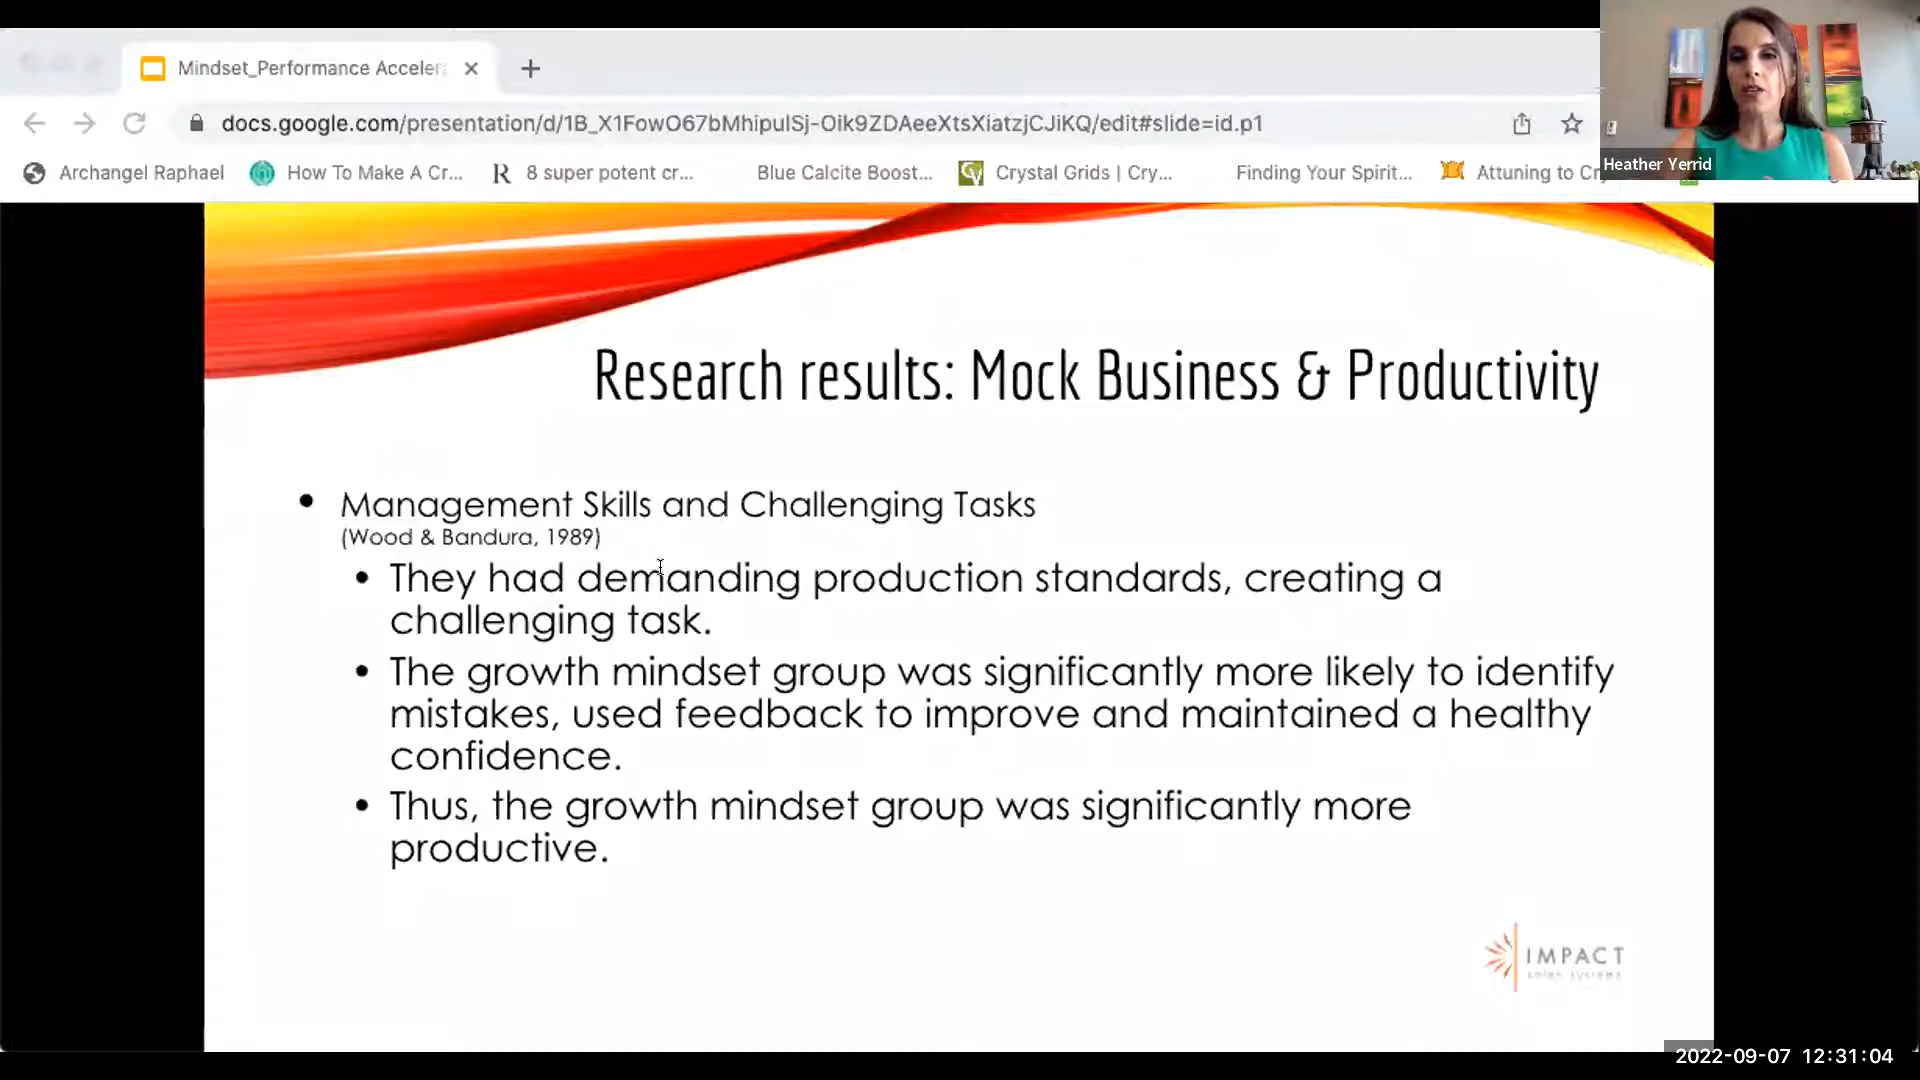 Mindset_Performance Acceler
docs.google.com/presentation/d/1B_X1FowO67bMhipulSj-Oik9ZDAeeXtsXiatzjCJiKQ/edit#slide=id.p1
Archangel Raphael
How To Make A Cr...
R
8 super potent cr...
Blue Calcite Boost...
Crystal Grids | Cry...
Finding Your Spirit...
Attuning to Cry
Heather Yerrid
Research results: Mock Business & Productivity
• Management Skills and Challenging Tasks
(Wood & Bandura, 1989)
• They had demanding production standards, creating a
challenging task.
• The growth mindset group was significantly more likely to identify
mistakes, used feedback to improve and maintained a healthy
confidence.
• Thus, the growth mindset group was significantly more
productive.
IMPACT
solar systems
2022-09-07 12:31:04